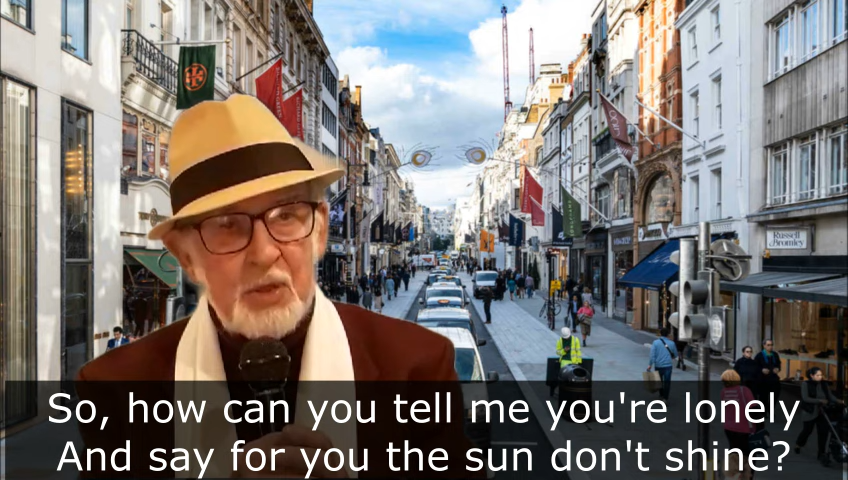 Russell
&Bromley
So, how can you tell me you're lonely
And say for you the sun don't shine?